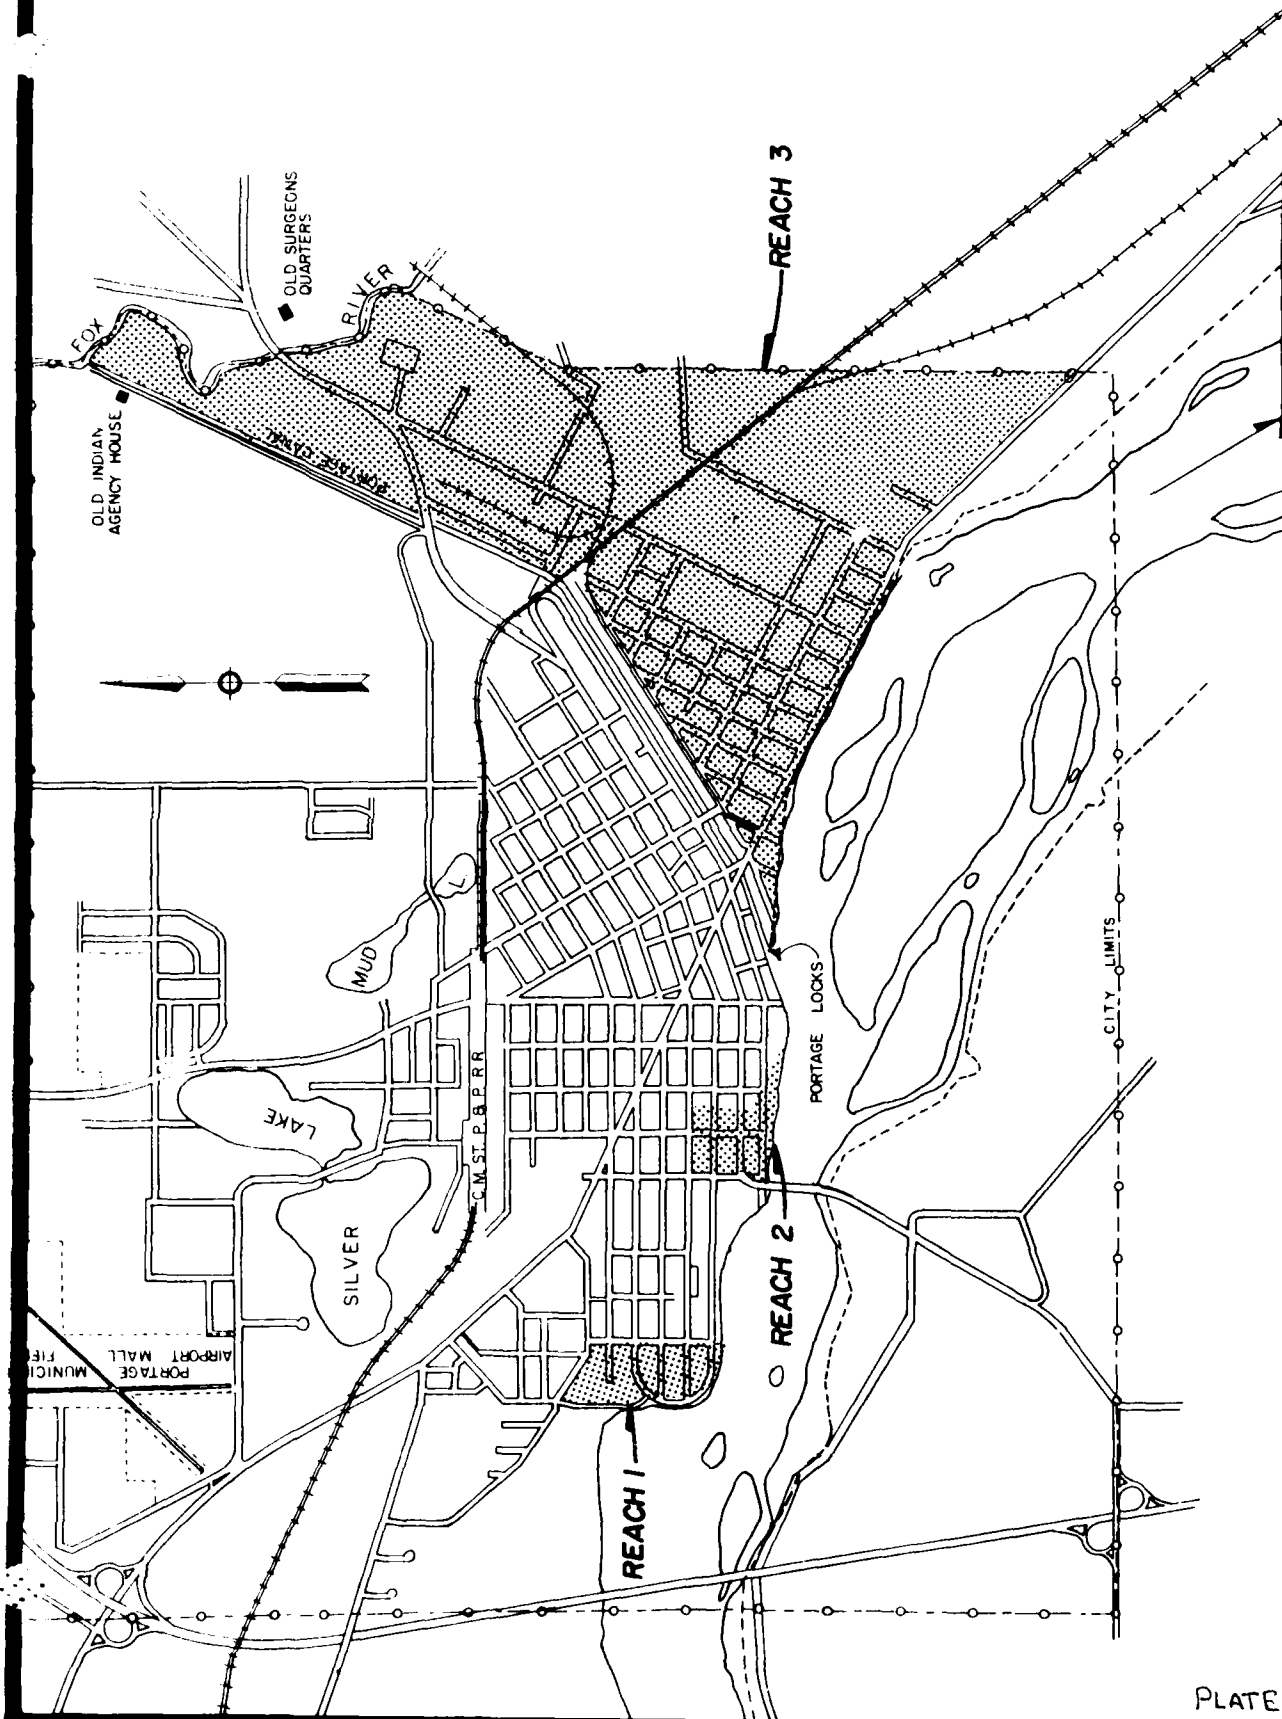 OLD INDIAN
AGENCY HOUSE
FOX
RIVER
OLD SURGEONS
QUARTERS
PORTAGE CANAL
REACH 3
MUD
L
LAKE
SILVER
C. M. ST. P. & P. R R
PORTAGE
AIRPORT MALL
PORTAGE LOCKS
REACH 2
REACH 1
CITY LIMITS
PLATE